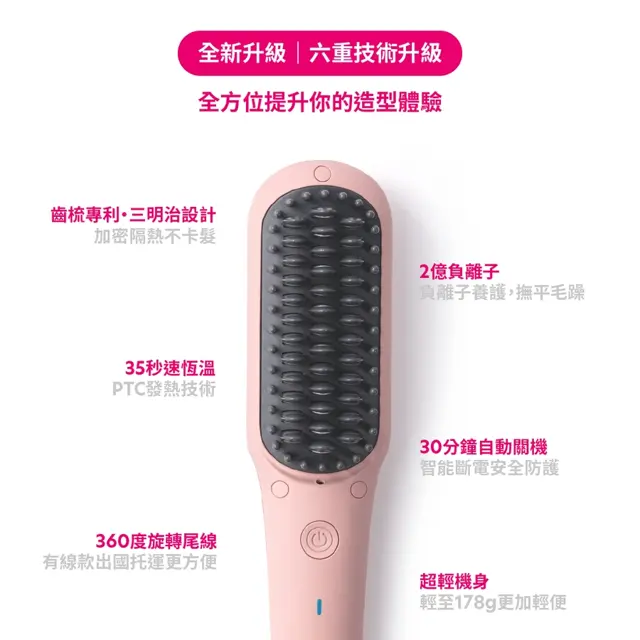 全新升級｜六重技術升級
全方位提升你的造型體驗
齒梳專利•三明治設計
加密隔熱不卡髮
2億負離子
負離子養護,撫平毛躁
35秒速恆溫
PTC發熱技術
30分鐘自動關機
智能斷電安全防護
360度旋轉尾線
有線款出國托運更方便
超輕機身
輕至178g更加輕便